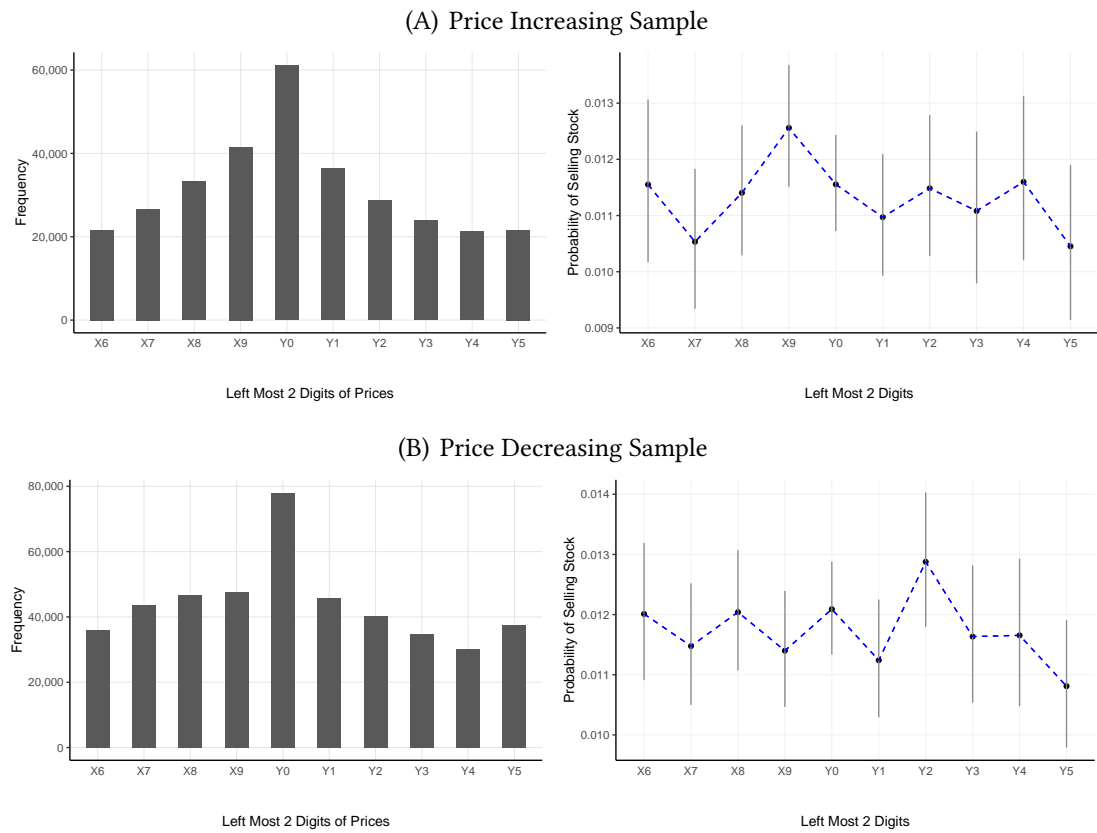 (A) Price Increasing Sample
60,000
40,000
20,000
0
Frequency
X6 X7 X8 X9 Y0 Y1 Y2 Y3 Y4 Y5
Left Most 2 Digits of Prices
0.013
0.012
0.011
0.010
0.009
Probability of Selling Stock
X6 X7 X8 X9 Y0 Y1 Y2 Y3 Y4 Y5
Left Most 2 Digits
(B) Price Decreasing Sample
80,000
60,000
40,000
20,000
0
Frequency
X6 X7 X8 X9 Y0 Y1 Y2 Y3 Y4 Y5
Left Most 2 Digits of Prices
0.014
0.013
0.012
0.011
0.010
Probability of Selling Stock
X6 X7 X8 X9 Y0 Y1 Y2 Y3 Y4 Y5
Left Most 2 Digits